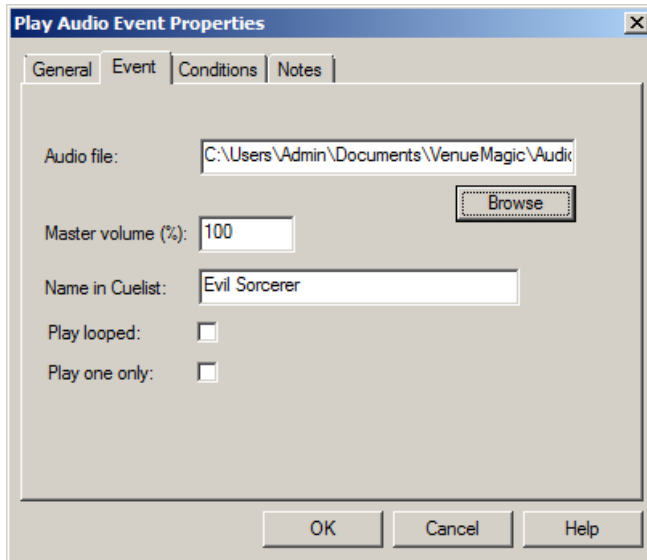 Play Audio Event Properties
General Event Conditions Notes
Audio file: C:\Users\Admin\Documents\VenueMagic\Audio
Browse
Master volume (%): 100
Name in Cuelist: Evil Sorcerer
Play looped:
Play one only:
OK Cancel Help